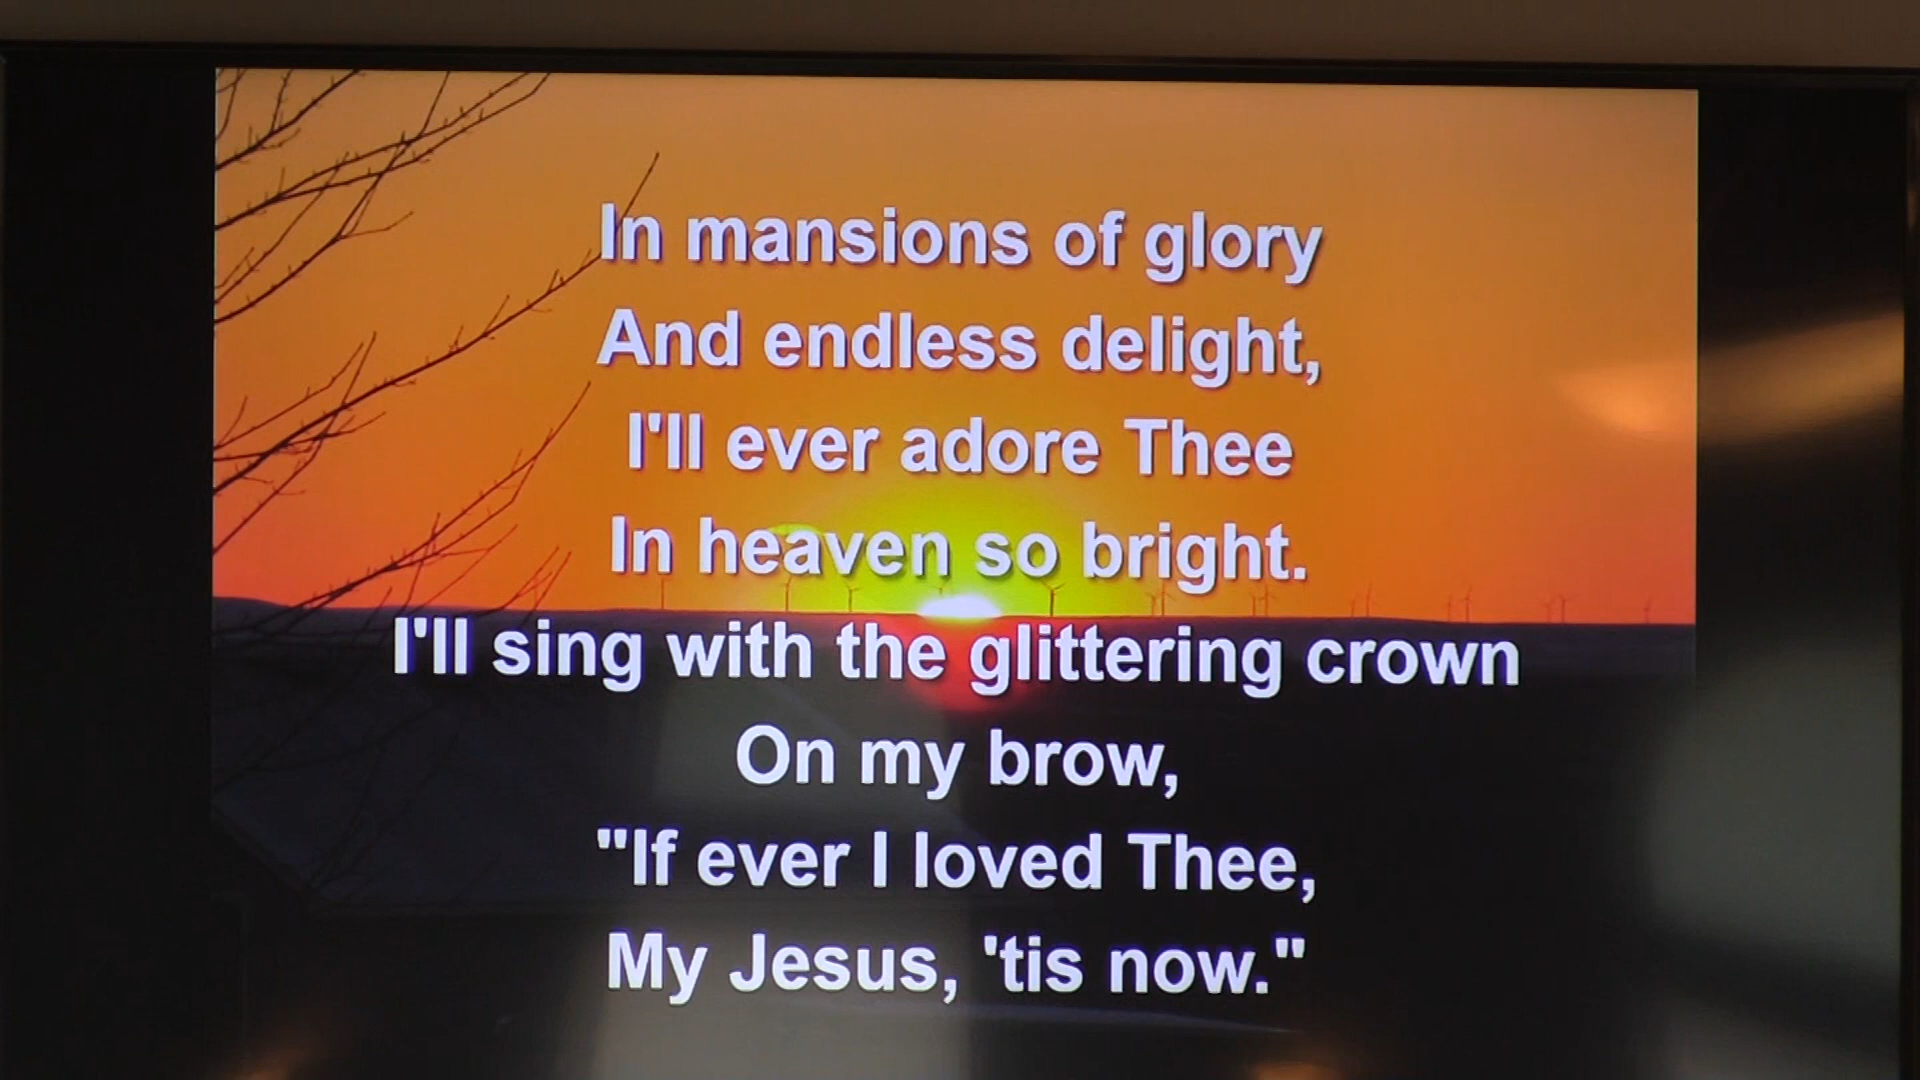 In mansions of glory
And endless delight,
I'll ever adore Thee
In heaven so bright.
I'll sing with the glittering crown
On my brow,
"If ever I loved Thee,
My Jesus, 'tis now."